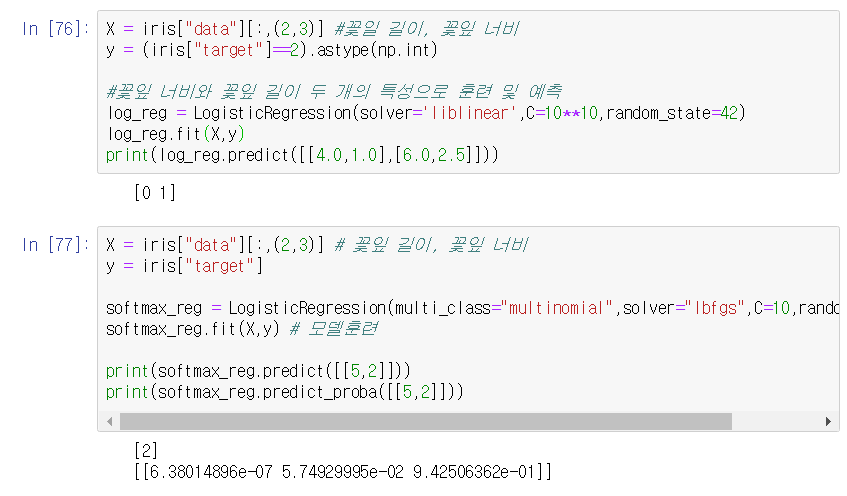 In [76]: X = iris["data"][:,(2,3)] #꽃일 길이, 꽃잎 너비
y = (iris["target"]==2).astype(np.int)
#꽃잎 너비와 꽃잎 길이 두 개의 특성으로 훈련 및 예측
log_reg = LogisticRegression(solver='liblinear',C=10**10,random_state=42)
log_reg.fit(X,y)
print(log_reg.predict([[4.0,1.0],[6.0,2.5]]))
[0 1]
In [77]: X = iris["data"][:,(2,3)] # 꽃잎 길이, 꽃잎 너비
y = iris["target"]
softmax_reg = LogisticRegression(multi_class="multinomial",solver="lbfgs",C=10,rando
softmax_reg.fit(X,y) # 모델훈련
print(softmax_reg.predict([[5,2]]))
print(softmax_reg.predict_proba([[5,2]]))
[2]
[[6.38014896e-07 5.74929995e-02 9.42506362e-01]]